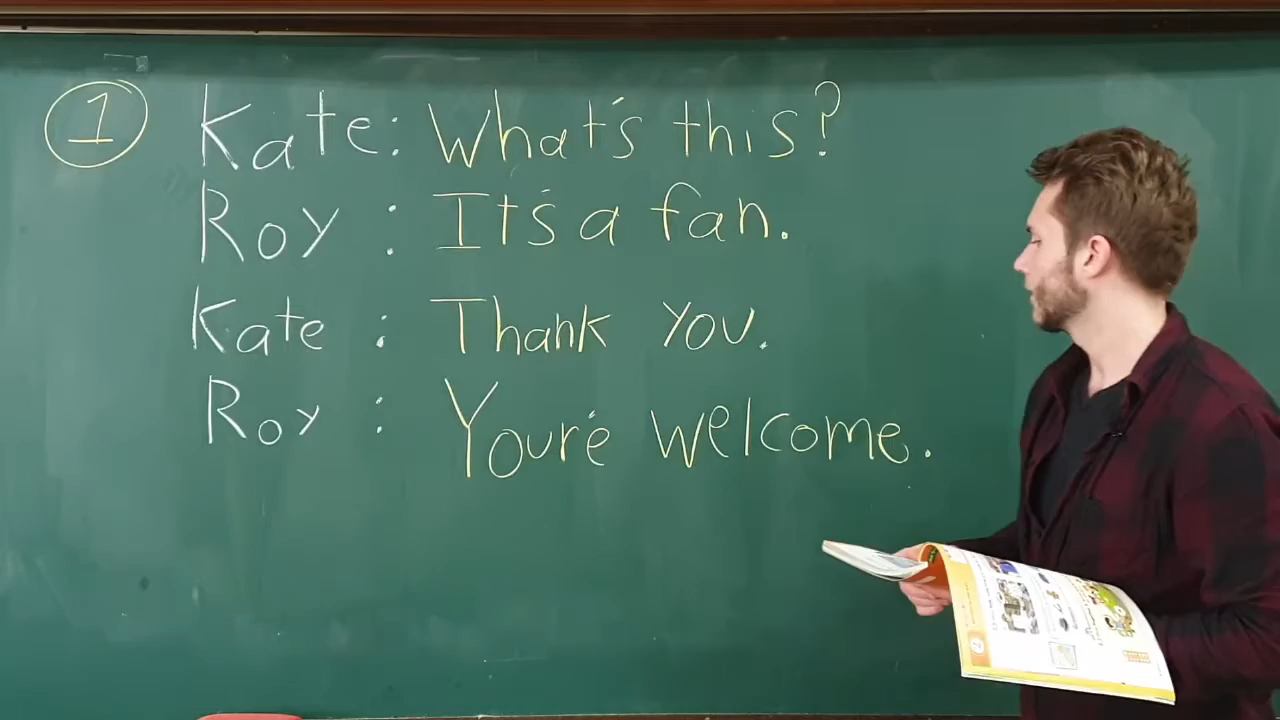 1 Kate: What's this?
Roy : It's a fan.
Kate : Thank you.
Roy : You're welcome.